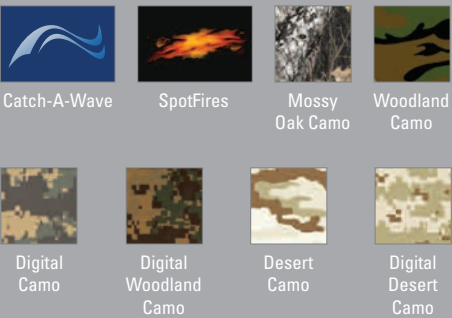 Catch-A-Wave
SpotFires
Mossy
Oak Camo
Woodland
Camo
Digital
Camo
Digital
Woodland
Camo
Desert
Camo
Digital
Desert
Camo